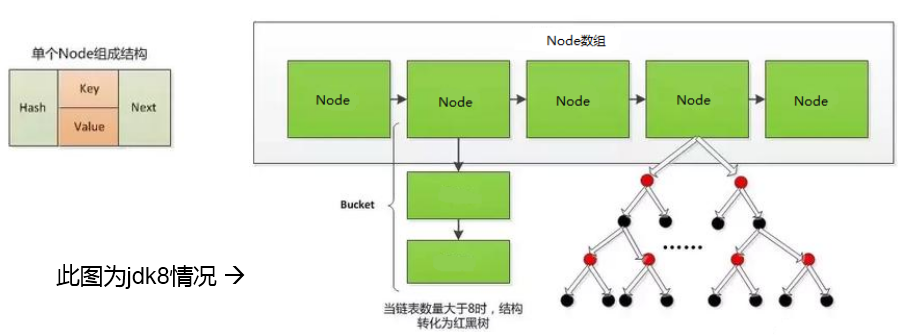 单个Node组成结构
Hash
Key
Value
Next
Node数组
Node
Node
Node
Node
Node
Bucket
......
此图为jdk8情况 →
当链表数量大于8时，结构
转化为红黑树